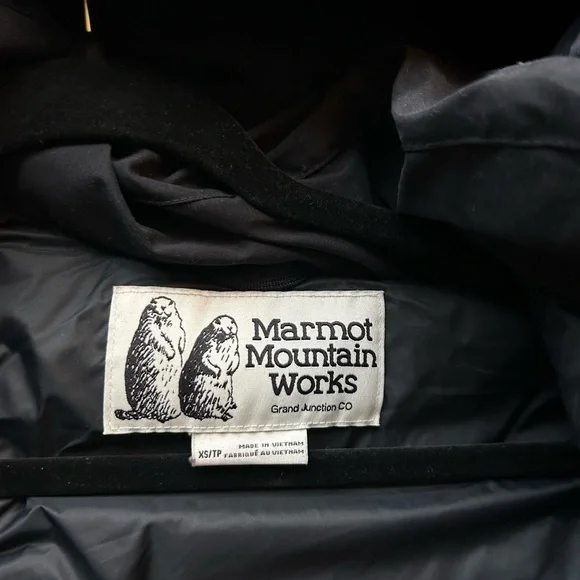 Marmot
Mountain
Works
Grand Junction CO
MADE IN VIETNAM
XS/TP FABRIQUÉ AU VIETNAM